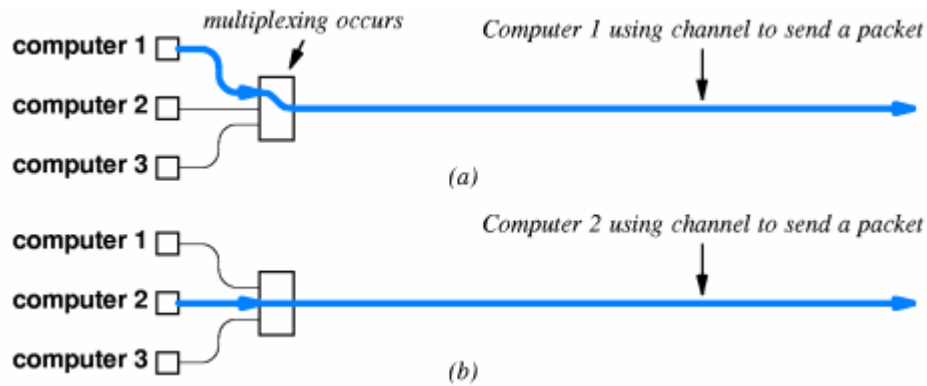 multiplexing occurs
computer 1
Computer 1 using channel to send a packet
computer 2
computer 3
(a)
computer 1
Computer 2 using channel to send a packet
computer 2
computer 3
(b)